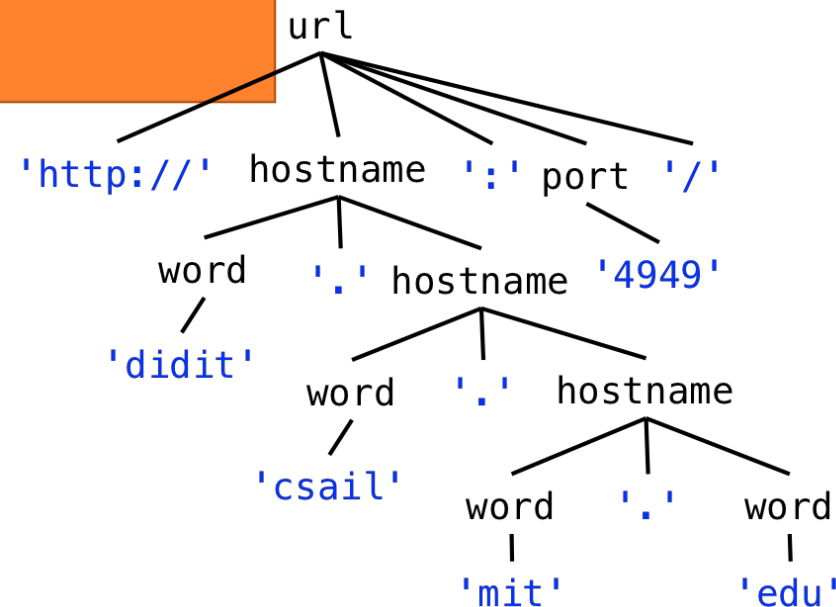 url
'http://' hostname ':' port '/'
word '.' hostname '4949'
'didit' word '.' hostname
'csail' word '.' word
'mit' 'edu'